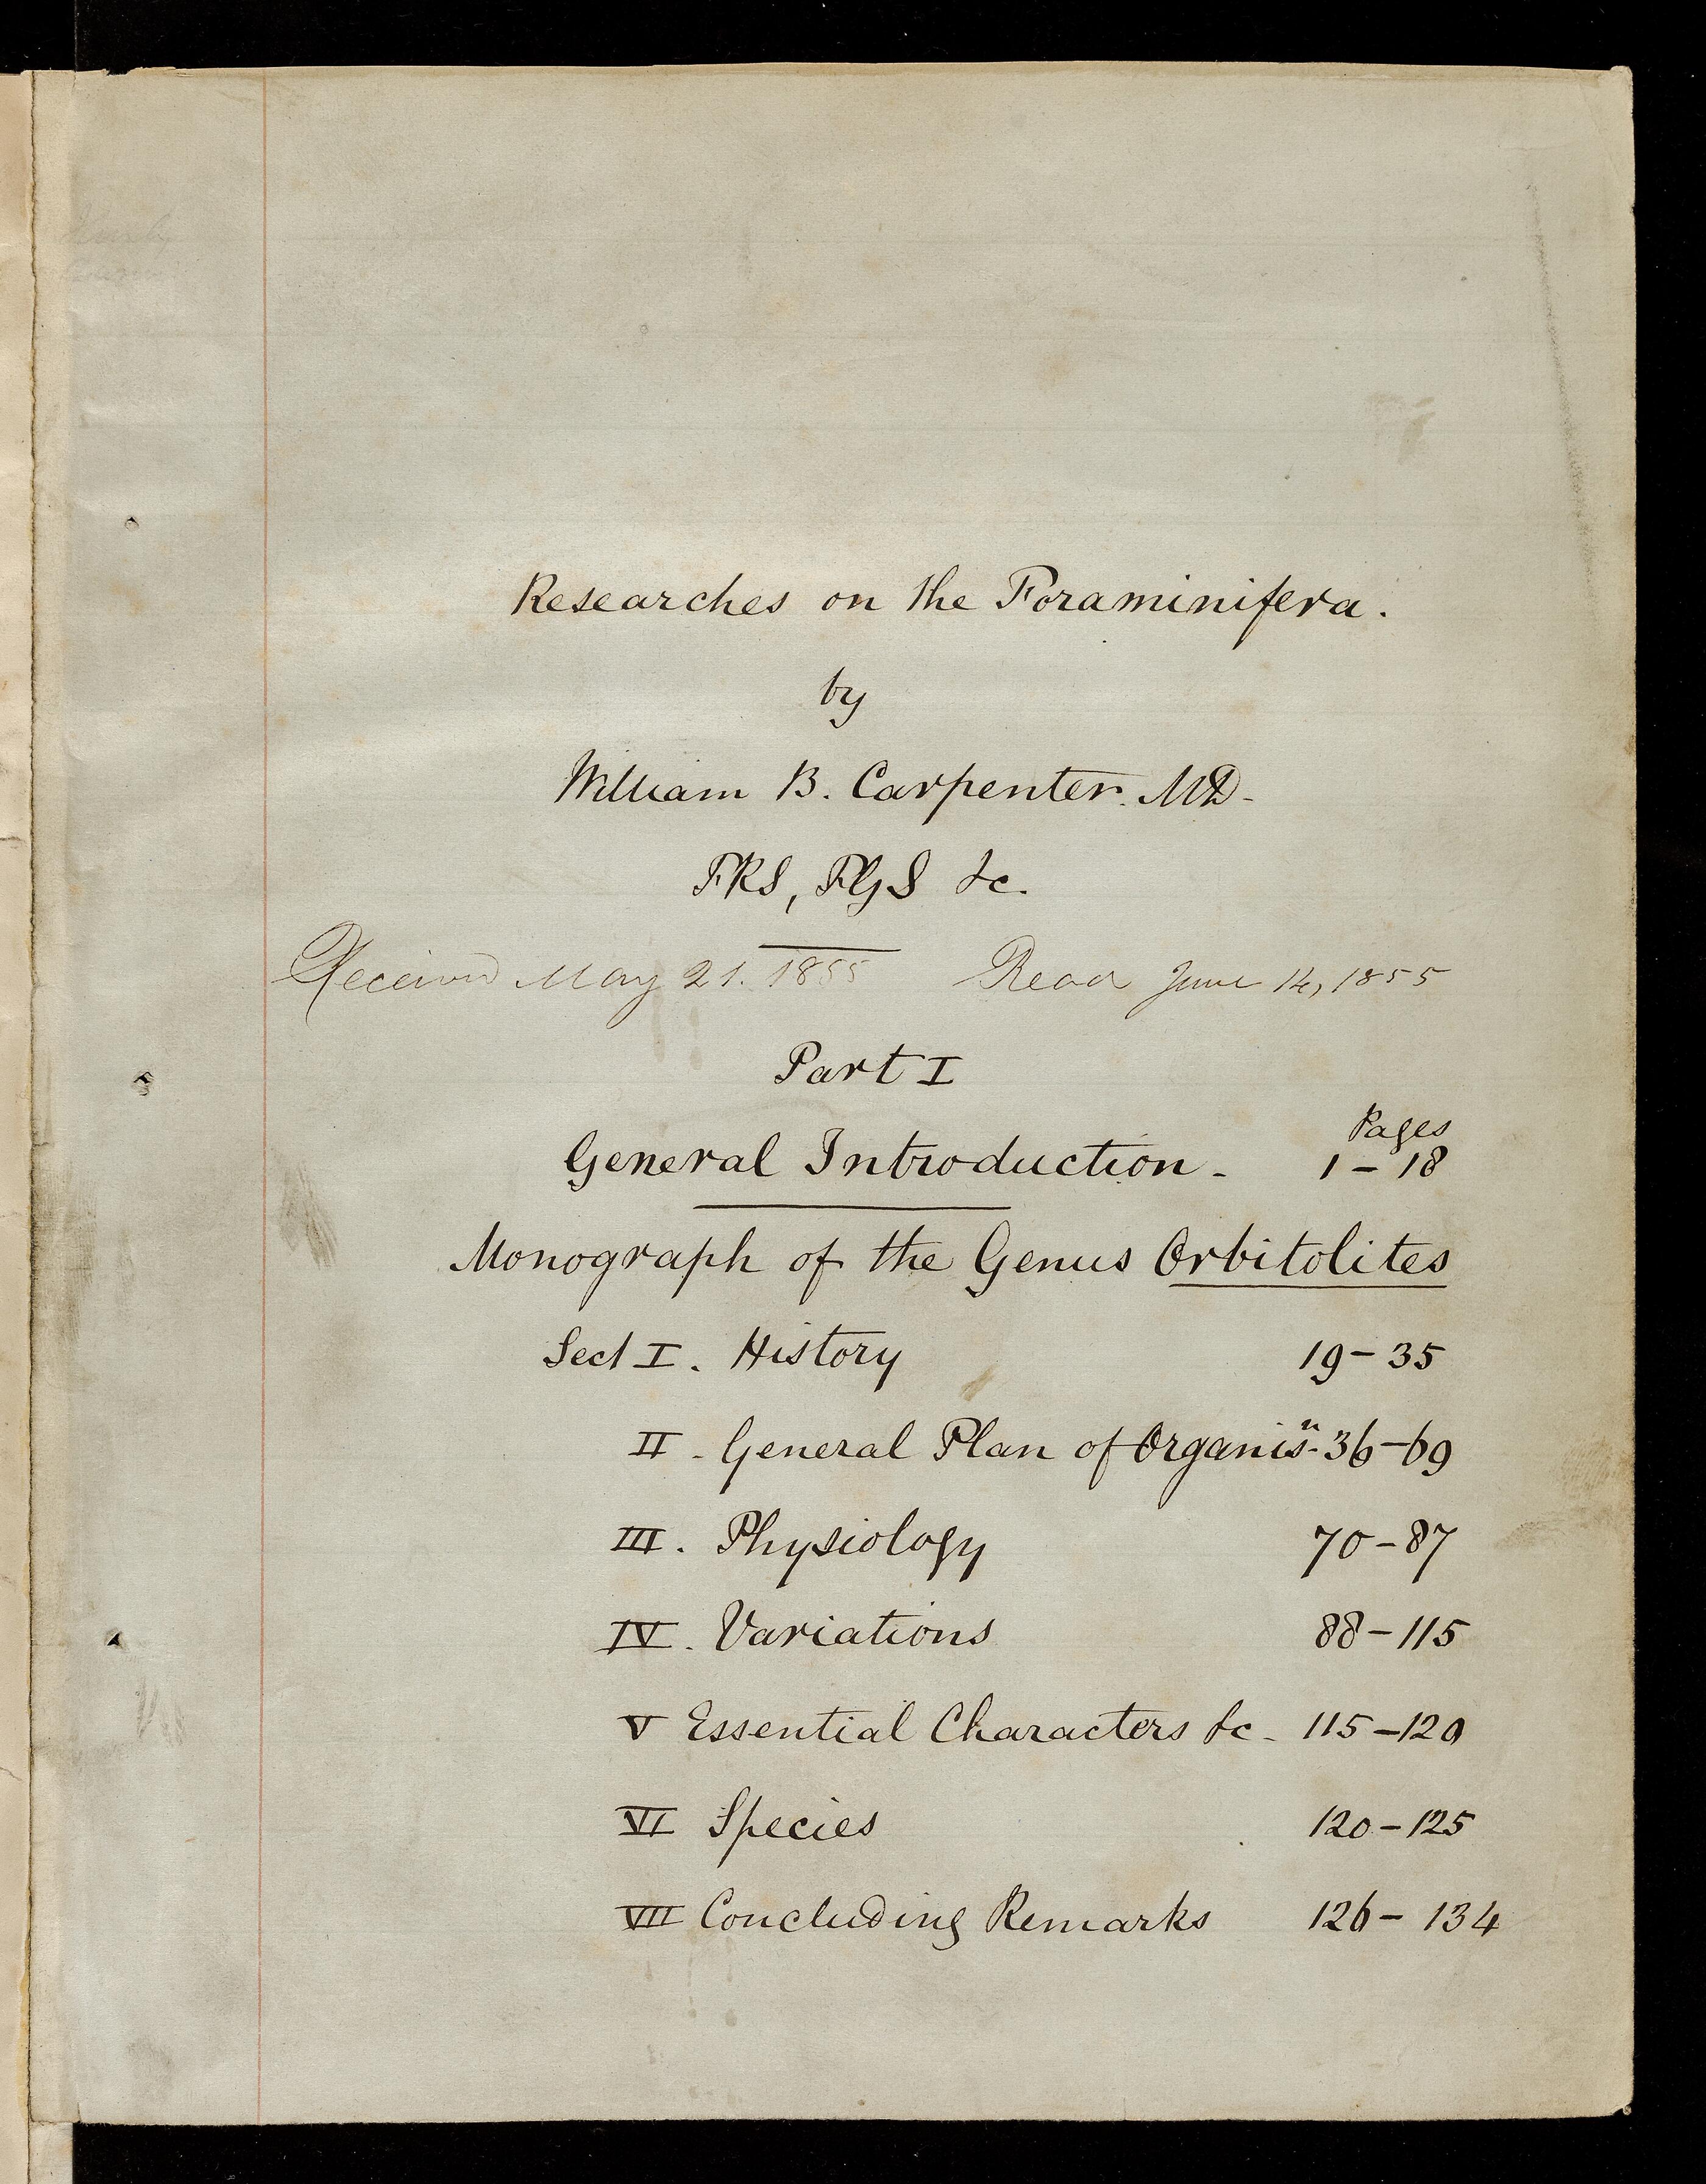 Researches on the Foraminifera.
by
William B. Carpenter. MD.
FRS, FGS &c.
Received May 21. 1855 Read June 14, 1855
Part I
Pages
General Introduction - 1 - 18
Monograph of the Genus Orbitolites
Sect I. History 19 - 35
II - General Plan of Organisn - 36 - 69
III. Physiology 70 - 87
IV. Variations 88 - 115
V Essential Characters &c - 115 - 120
VI Species 120 - 125
VII Concluding Remarks 126 - 134